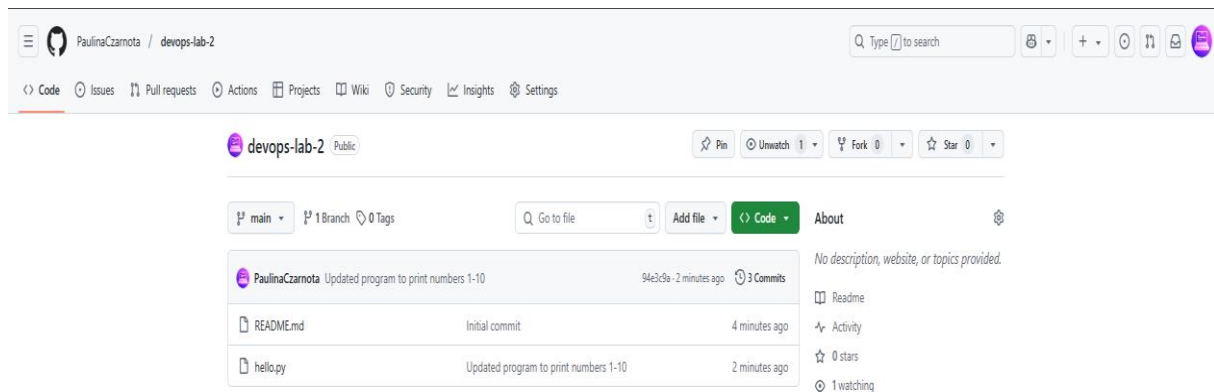 PaulinaCzarnota / devops-lab-2
Type / to search
Code Issues Pull requests Actions Projects Wiki Security Insights Settings
devops-lab-2 Public
Pin Unwatch 1 Fork 0 Star 0
main 1 Branch 0 Tags
Go to file t Add file Code
About
No description, website, or topics provided.
PaulinaCzarnota Updated program to print numbers 1-10 94e3c9a · 2 minutes ago 3 Commits
README.md Initial commit 4 minutes ago
hello.py Updated program to print numbers 1-10 2 minutes ago
Readme
Activity
0 stars
1 watching